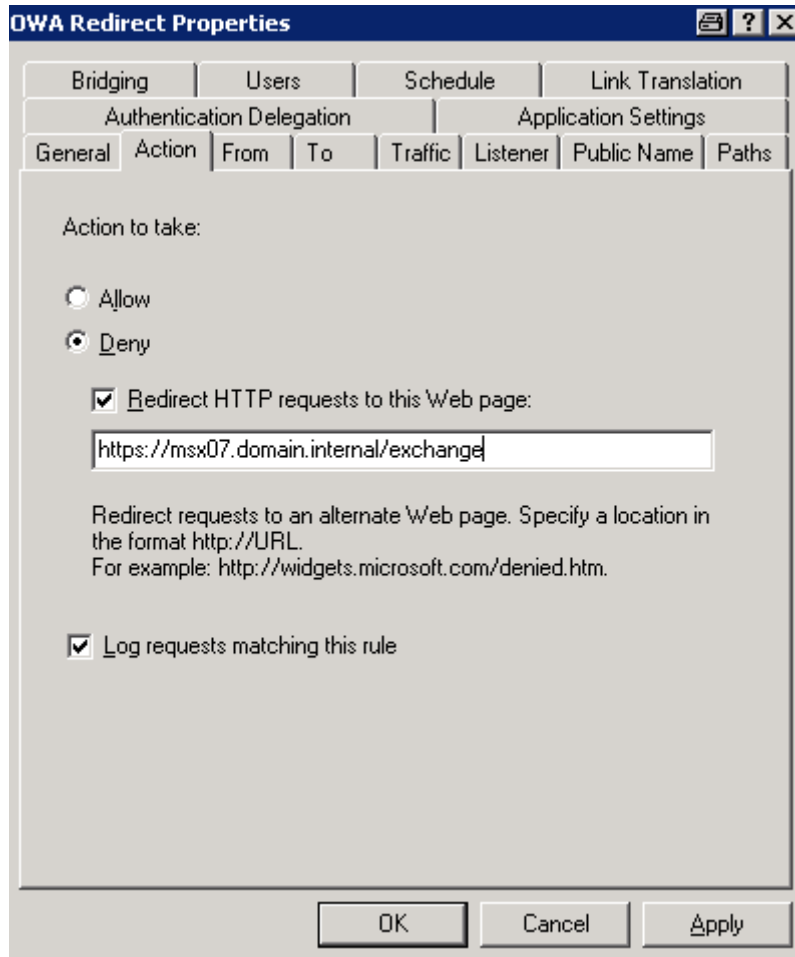 OWA Redirect Properties
Bridging Users Schedule Link Translation
Authentication Delegation Application Settings
General Action From To Traffic Listener Public Name Paths
Action to take:
Allow
Deny
Redirect HTTP requests to this Web page:
https://msx07.domain.internal/exchange
Redirect requests to an alternate Web page. Specify a location in
the format http://URL.
For example: http://widgets.microsoft.com/denied.htm.
Log requests matching this rule
OK Cancel Apply